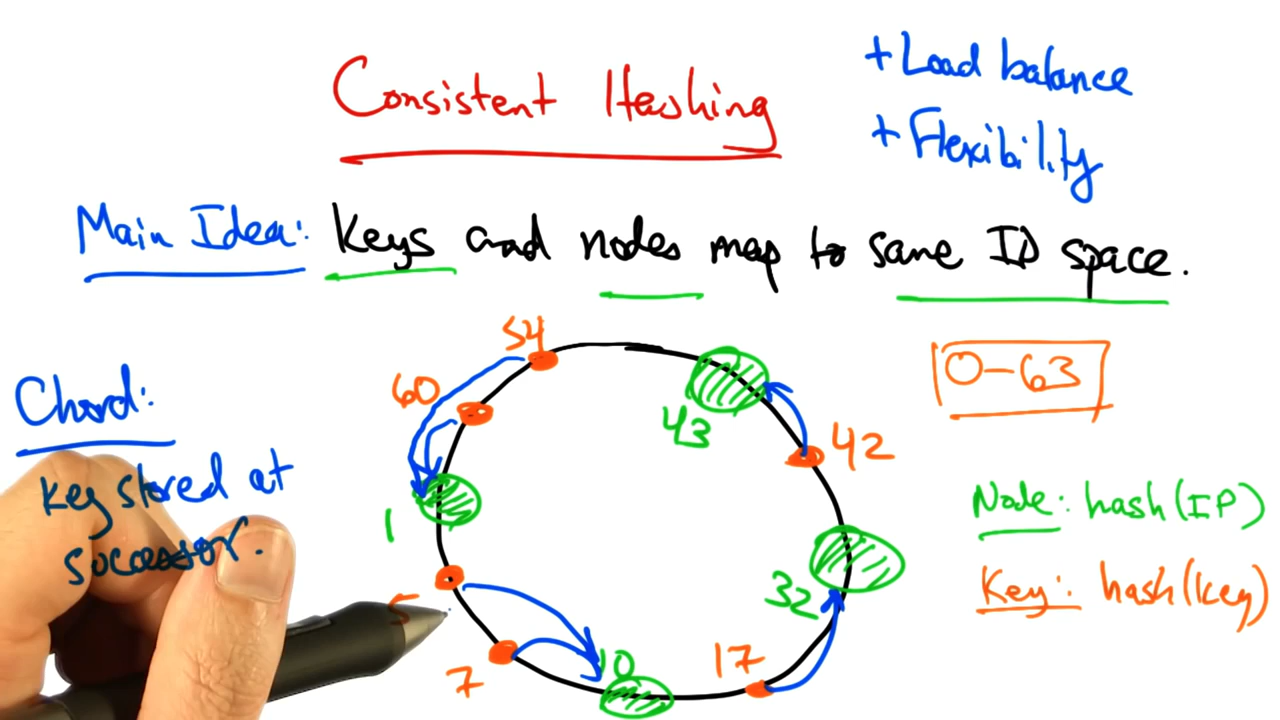 Consistent Hashing
+Load balance
+Flexibility
Main Idea: Keys and nodes map to same ID space.
0-63
Chord:
Key stored at
successor.
54
60
43
42
1
32
10
17
7
Node: hash(IP)
Key: hash(key)